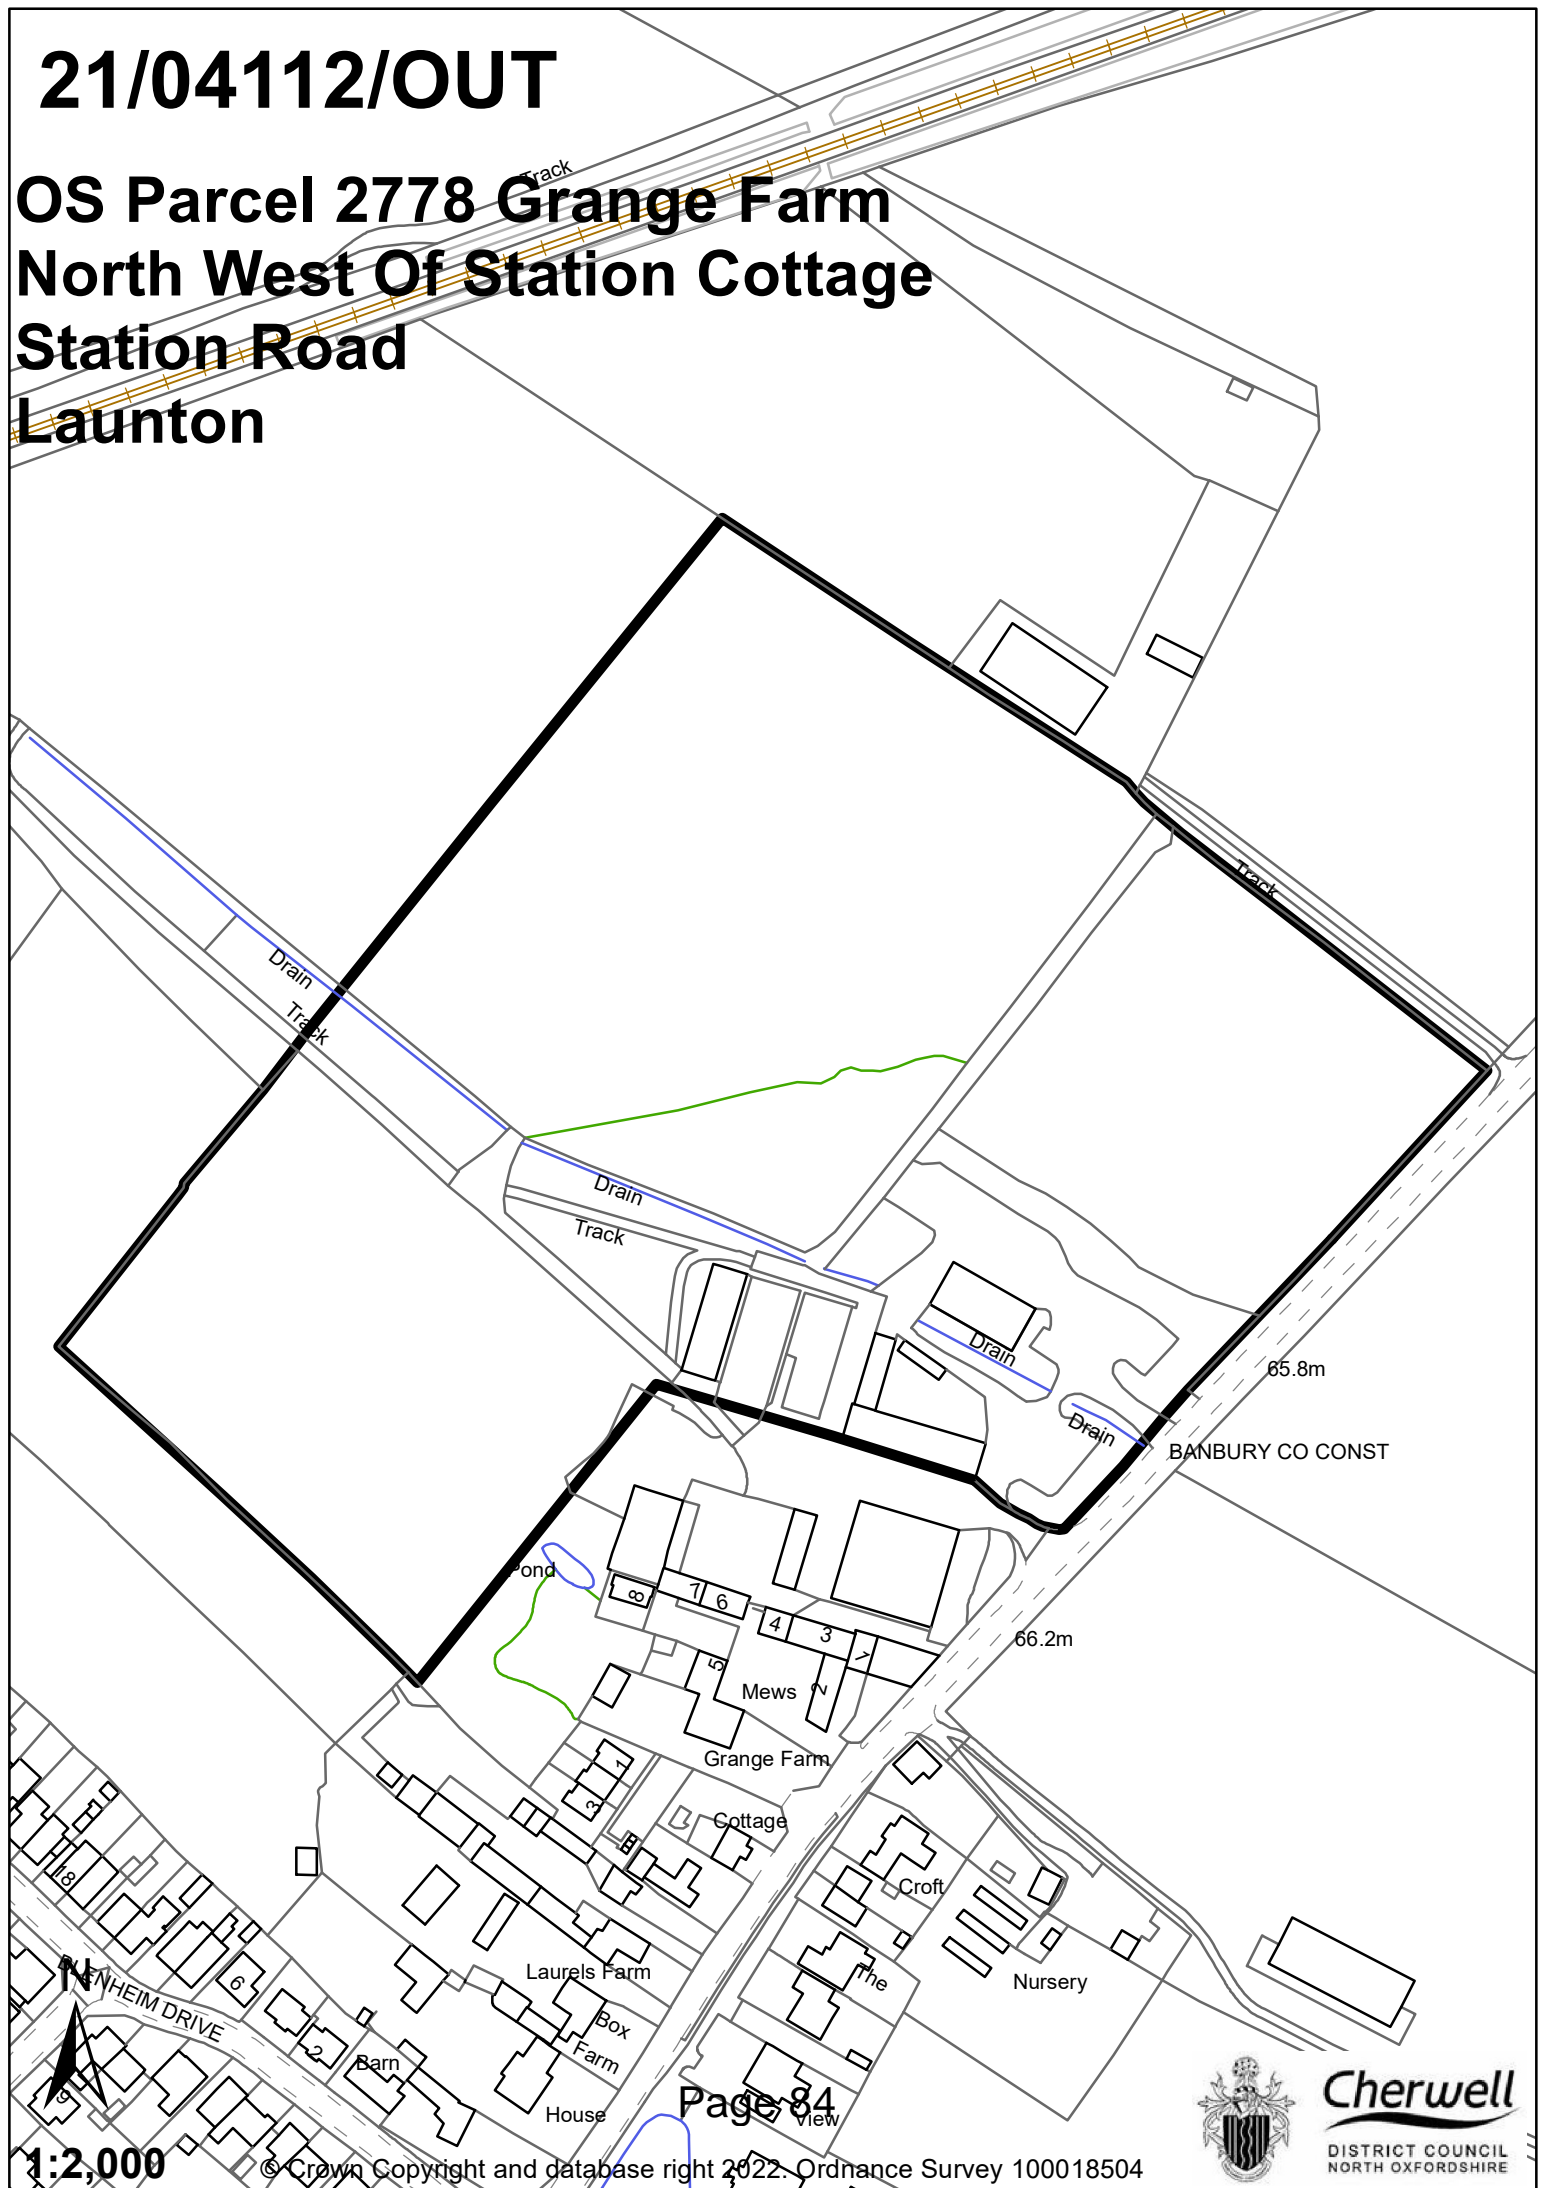 21/04112/OUT
Track
OS Parcel 2778 Grange Farm
North West Of Station Cottage
Station Road
Launton
Track
Drain
Track
Drain
Track
Drain
65.8m
Drain
BANBURY CO CONST
Pond
8
7
6
4
3
1
66.2m
5
2
Mews
Grange Farm
1
3
Cottage
18
Croft
Laurels Farm
The
Nursery
N
6
BLENHEIM DRIVE
Box
Farm
2
Barn
9
House
Page 84
View
Cherwell
DISTRICT COUNCIL
NORTH OXFORDSHIRE
1:2,000
© Crown Copyright and database right 2022. Ordnance Survey 100018504